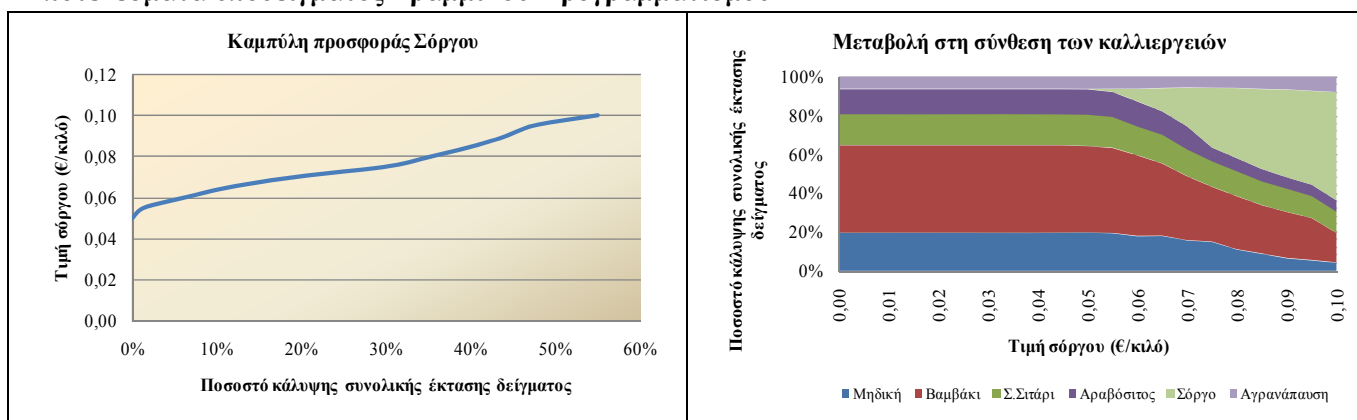 Καμπύλη προσφοράς Σόργου
Τιμή σόργου (€/κιλό)
0,12
0,10
0,08
0,06
0,04
0,02
0,00
0% 10% 20% 30% 40% 50% 60%
Ποσοστό κάλυψης συνολικής έκτασης δείγματος
Μεταβολή στη σύνθεση των καλλιεργειών
Ποσοστό κάλυψης συνολικής έκτασης
δείγματος
100%
80%
60%
40%
20%
0%
0,00 0,01 0,02 0,03 0,04 0,05 0,06 0,07 0,08 0,09 0,10
Τιμή σόργου (€/κιλό)
Μηδική Βαμβάκι Σ.Σιτάρι Αραβόσιτος Σόργο Αγρανάπαυση